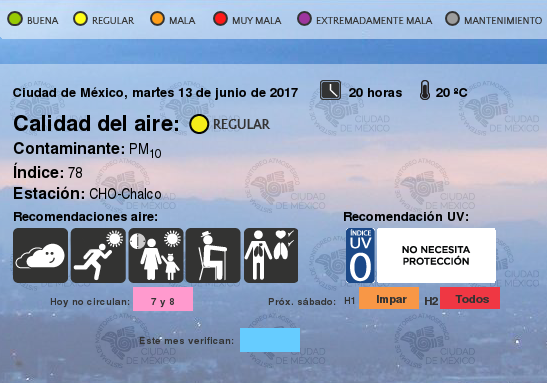 BUENA REGULAR MALA MUY MALA EXTREMADAMENTE MALA MANTENIMIENTO
Ciudad de México, martes 13 de junio de 2017 20 horas 20 ºC
Calidad del aire: REGULAR
Contaminante: PM10
Índice: 78
Estación: CHO-Chalco
Recomendaciones aire: Recomendación UV:
ÍNDICE
UV
0
NO NECESITA
PROTECCIÓN
Hoy no circulan: 7 y 8 Próx. sábado: H1 Impar H2 Todos
Este mes verifican:
CIUDAD
DE MÉXICO